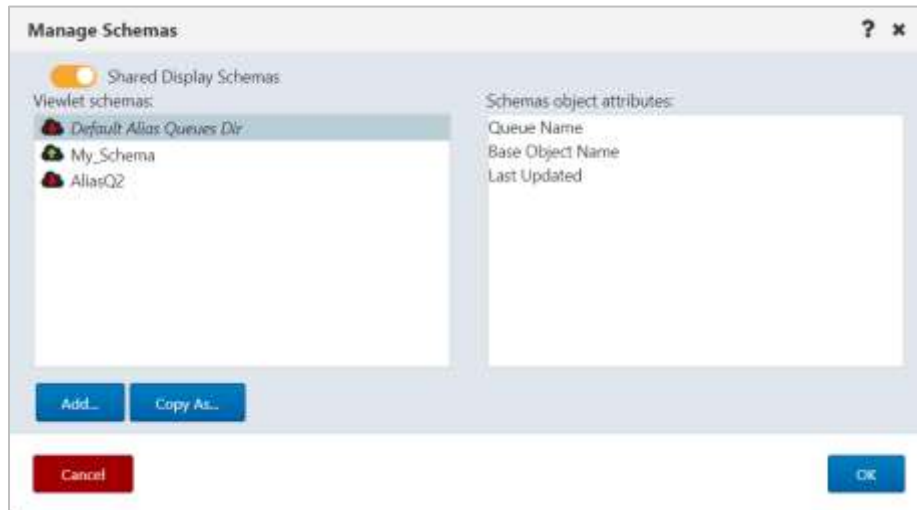 Manage Schemas
? ×
Shared Display Schemas
Viewlet schemas:
Default Alias Queues Dir
My_Schema
AliasQ2
Schemas object attributes:
Queue Name
Base Object Name
Last Updated
Add...
Copy As...
Cancel
OK